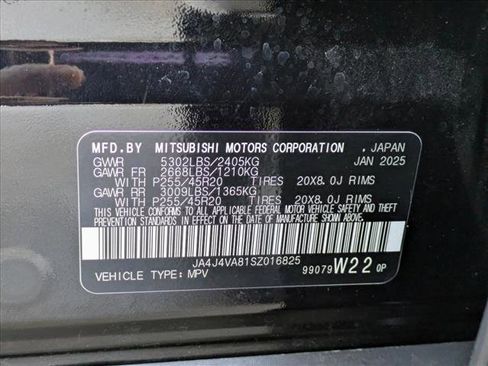 MFD.BY MITSUBISHI MOTORS CORPORATION , JAPAN
GVWR 5302LBS/2405KG JAN 2025
GAWR FR 2668LBS/1210KG
WITH P255/45R20 TIRES 20X8.0J RIMS
GAWR RR 3009LBS/1365KG
WITH P255/45R20 TIRES 20X8.0J RIMS
THIS VEHICLE CONFORMS TO ALL APPLICABLE FEDERAL
MOTOR VEHICLE SAFETY, BUMPER, AND THEFT
PREVENTION STANDARDS IN EFFECT ON THE DATE OF
MANUFACTURE SHOWN ABOVE.
JA4J4VA81SZ016825
VEHICLE TYPE: MPV 99079 W22 0P